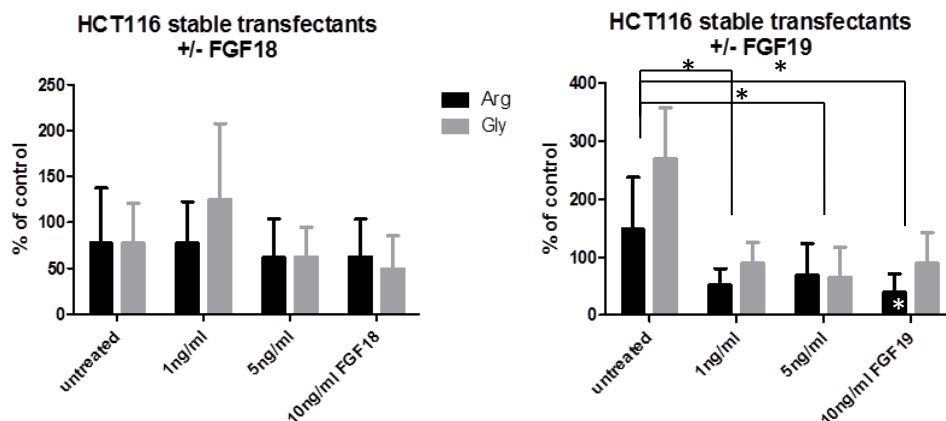 HCT116 stable transfectants
+/- FGF18
% of control
250
200
150
100
50
0
untreated
1ng/ml
5ng/ml
10ng/ml FGF18
Arg
Gly
HCT116 stable transfectants
+/- FGF19
% of control
400
300
200
100
0
*
*
*
*
untreated
1ng/ml
5ng/ml
10ng/ml FGF19